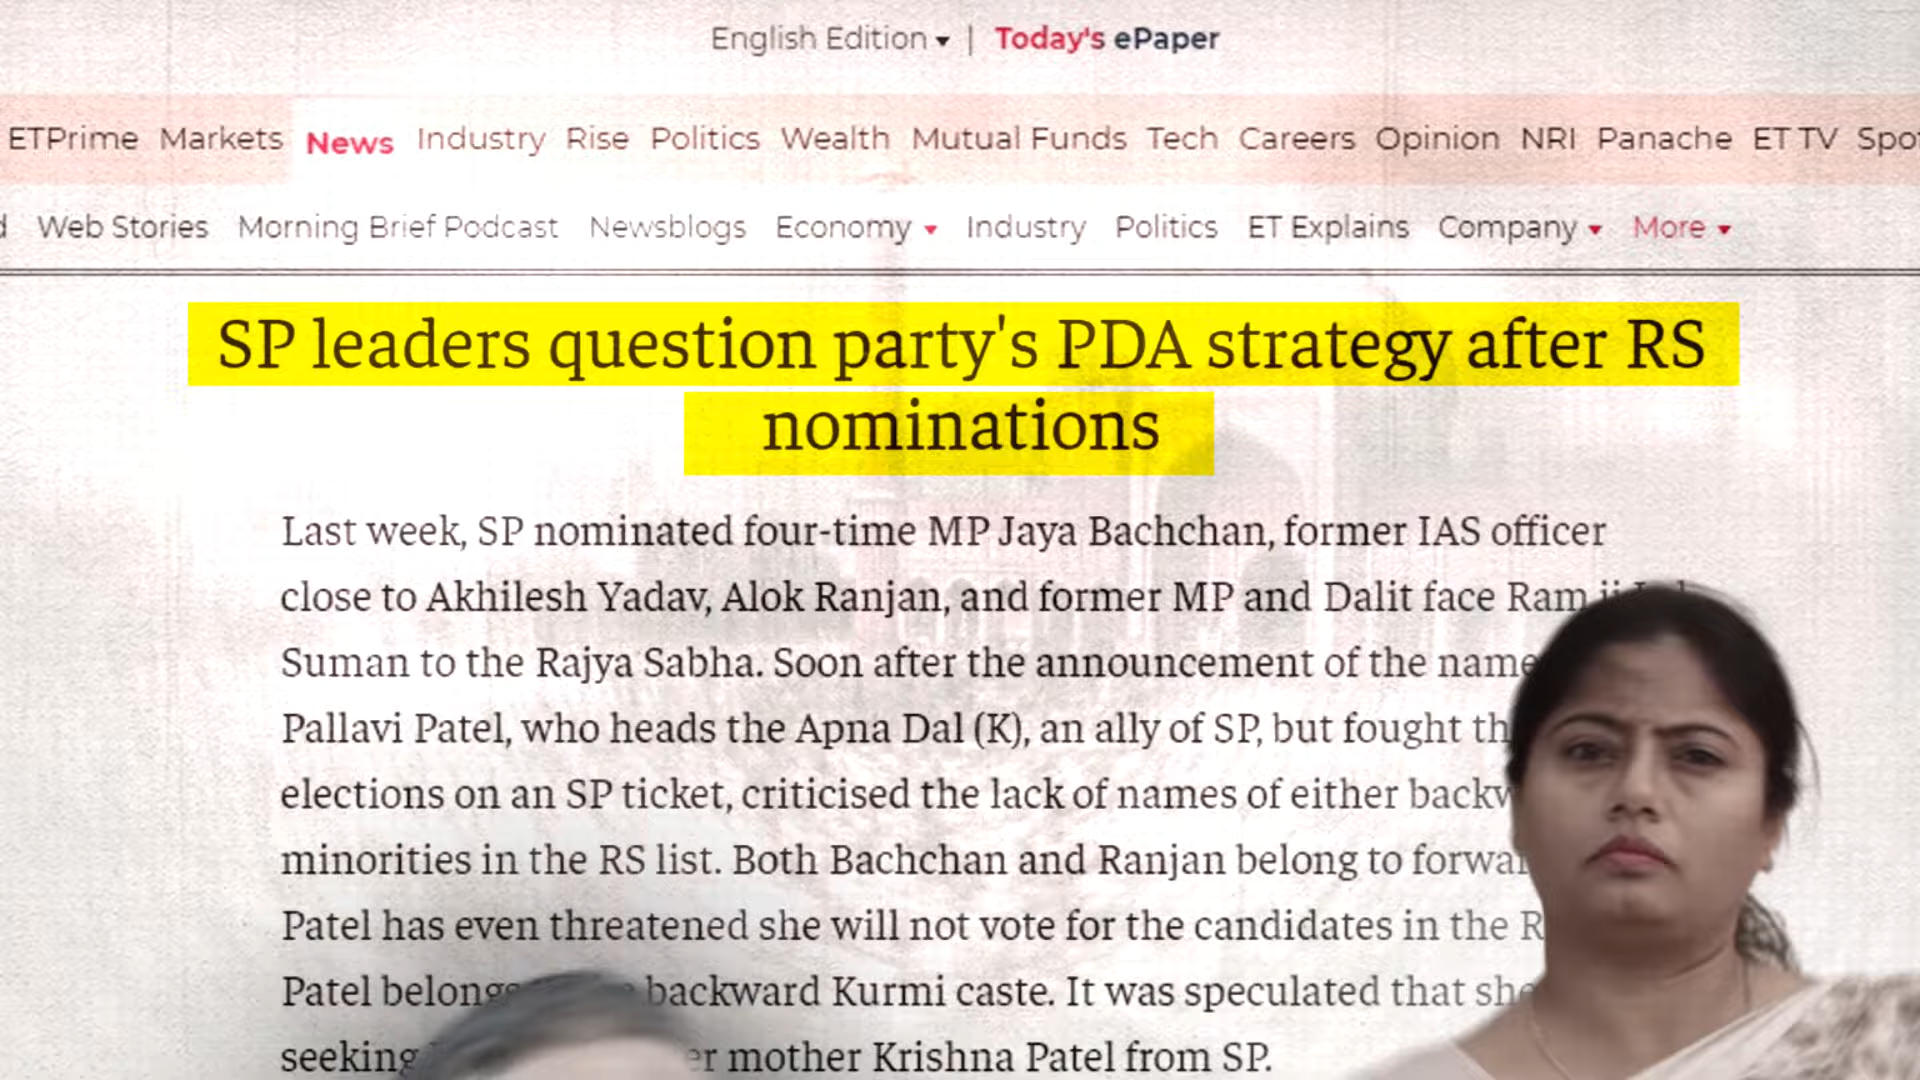 English Edition | Today's ePaper
ETPrime Markets News Industry Rise Politics Wealth Mutual Funds Tech Careers Opinion NRI Panache ET TV
Web Stories Morning Brief Podcast Newsblogs Economy Industry Politics ET Explains Company More
SP leaders question party's PDA strategy after RS
nominations
Last week, SP nominated four-time MP Jaya Bachchan, former IAS officer
close to Akhilesh Yadav, Alok Ranjan, and former MP and Dalit face
Suman to the Rajya Sabha. Soon after the announcement of the
Pallavi Patel, who heads the Apna Dal (K), an ally of SP, but fought
elections on an SP ticket, criticised the lack of names of either
minorities in the RS list. Both Bachchan and Ranjan belong to
Patel has even threatened she will not vote for the candidates in the
Patel backward Kurmi caste. It was speculated that
seeking mother Krishna Patel from SP.